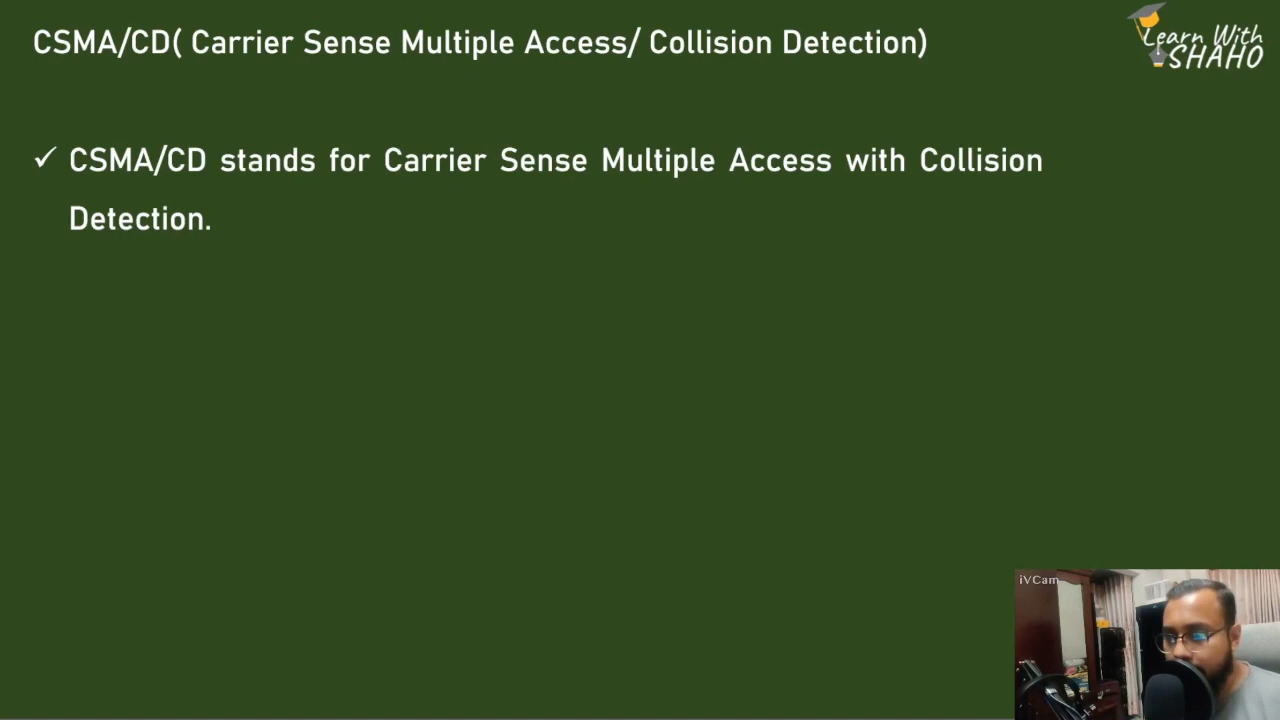 CSMA/CD( Carrier Sense Multiple Access/ Collision Detection)
Learn With
SHAHO
✓ CSMA/CD stands for Carrier Sense Multiple Access with Collision
Detection.
iVCam